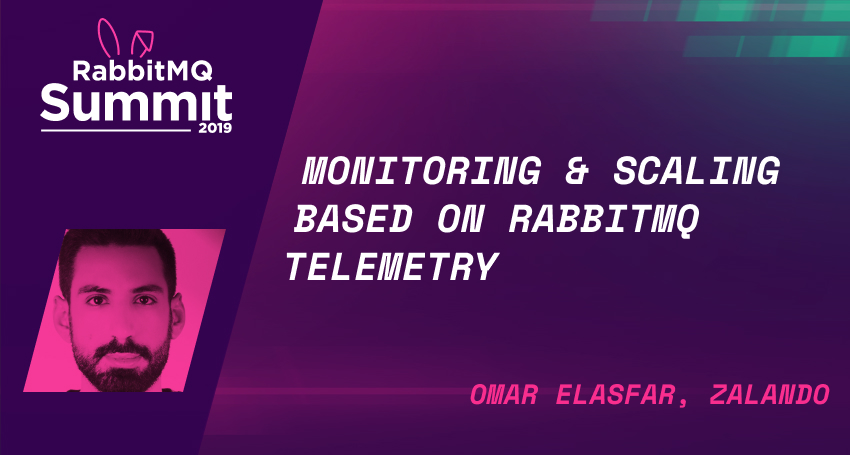 RabbitMQ
Summit
2019
MONITORING & SCALING
BASED ON RABBITMQ
TELEMETRY
OMAR ELASFAR, ZALANDO